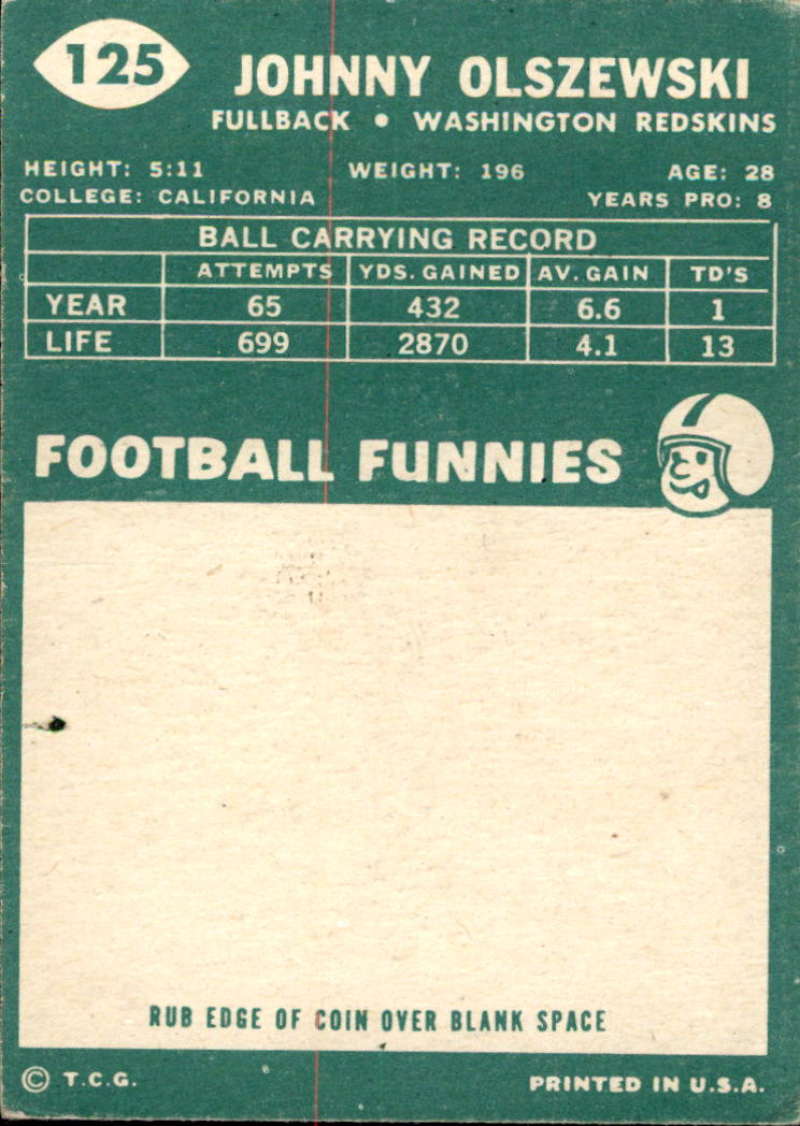 125
JOHNNY OLSZEWSKI
FULLBACK • WASHINGTON REDSKINS
HEIGHT: 5:11 WEIGHT: 196 AGE: 28
COLLEGE: CALIFORNIA YEARS PRO: 8
BALL CARRYING RECORD
ATTEMPTS YDS. GAINED AV. GAIN TD'S
YEAR 65 432 6.6 1
LIFE 699 2870 4.1 13
FOOTBALL FUNNIES
RUB EDGE OF COIN OVER BLANK SPACE
© T.C.G. PRINTED IN U.S.A.